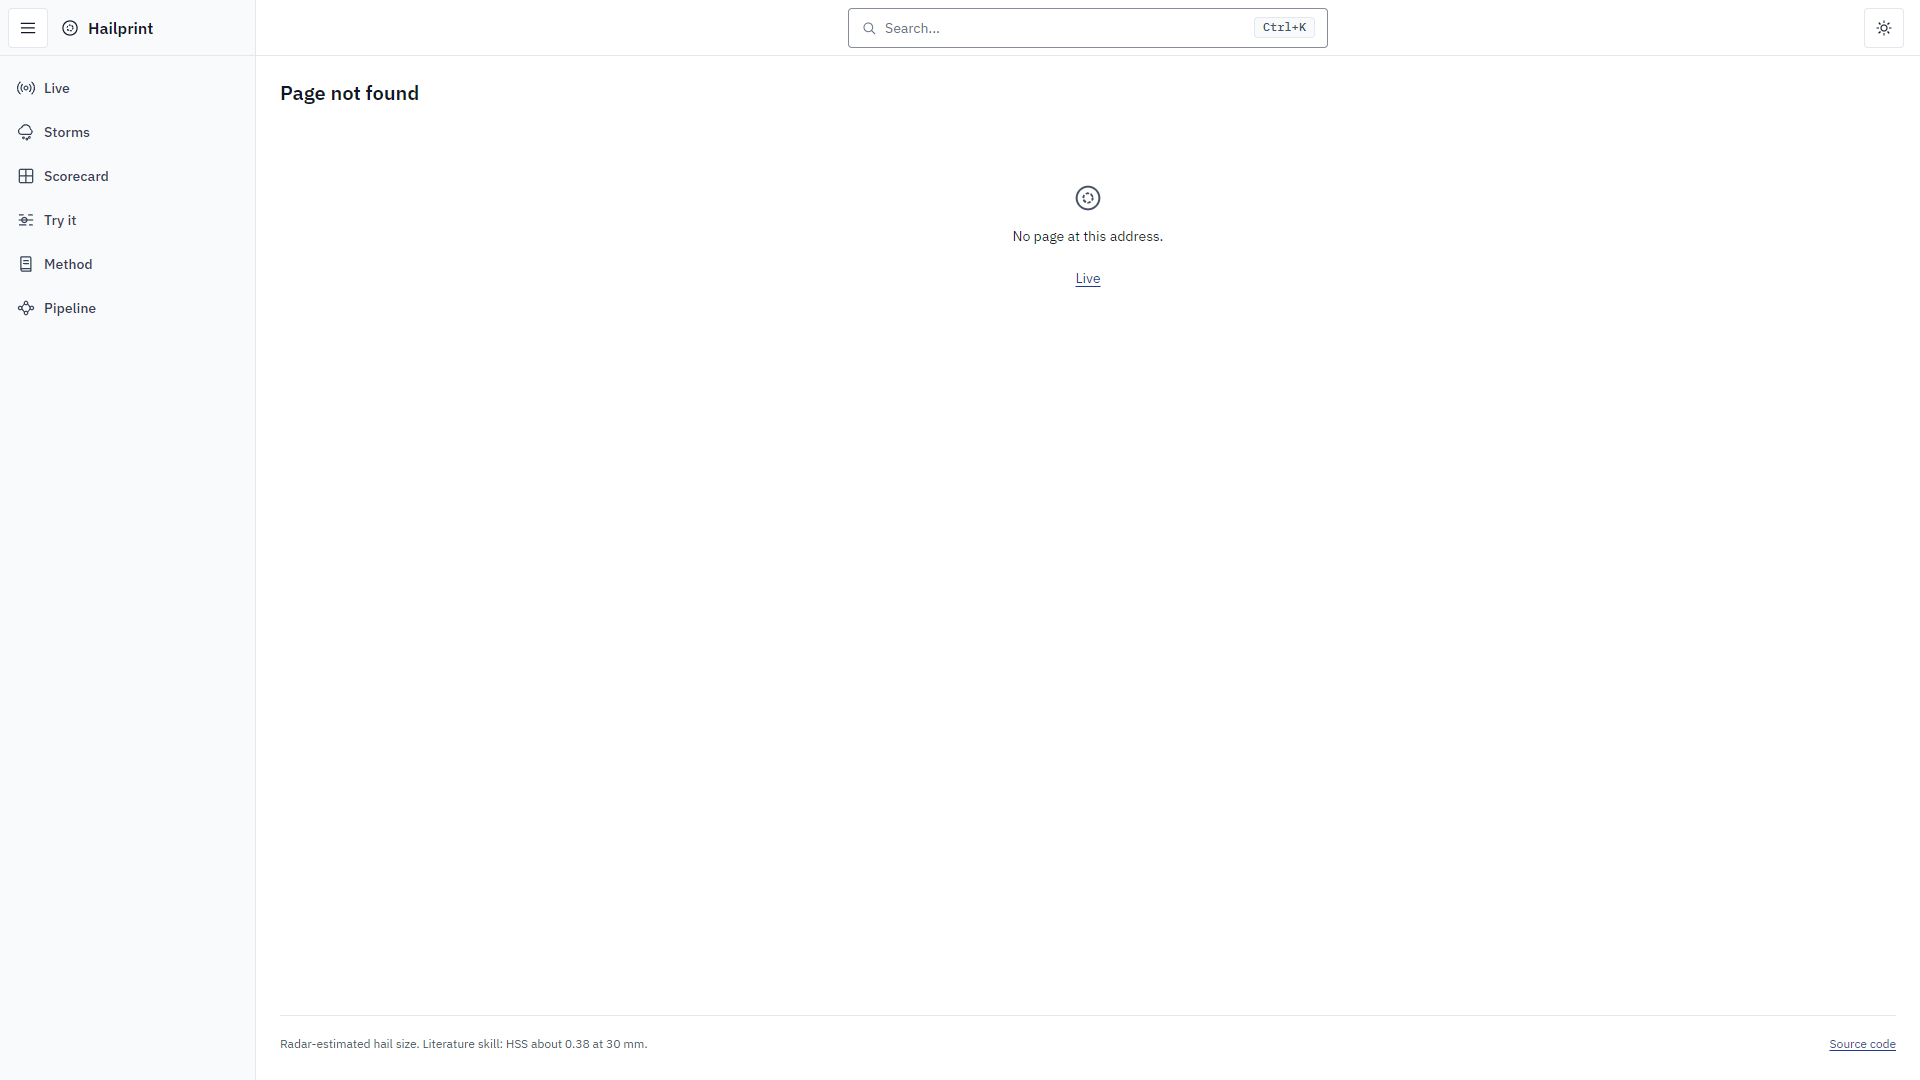 Hailprint
Search...
Ctrl+K
Live
Storms
Scorecard
Try it
Method
Pipeline
Page not found
No page at this address.
Live
Radar-estimated hail size. Literature skill: HSS about 0.38 at 30 mm.
Source code